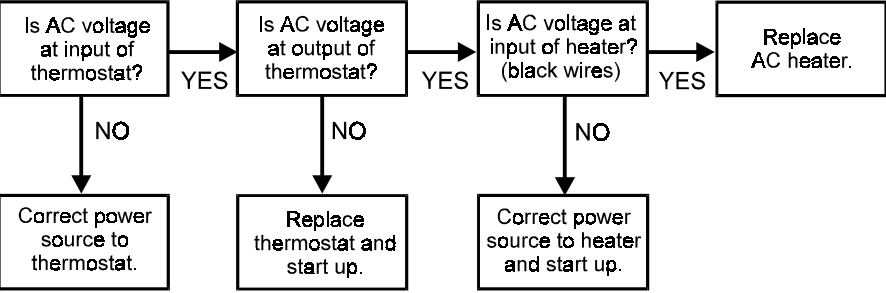 Is AC voltage
at input of
thermostat?
YES
Is AC voltage
at output of
thermostat?
YES
Is AC voltage at
input of heater?
(black wires)
YES
Replace
AC heater.
NO
NO
NO
Correct power
source to
thermostat.
Replace
thermostat and
start up.
Correct power
source to heater
and start up.